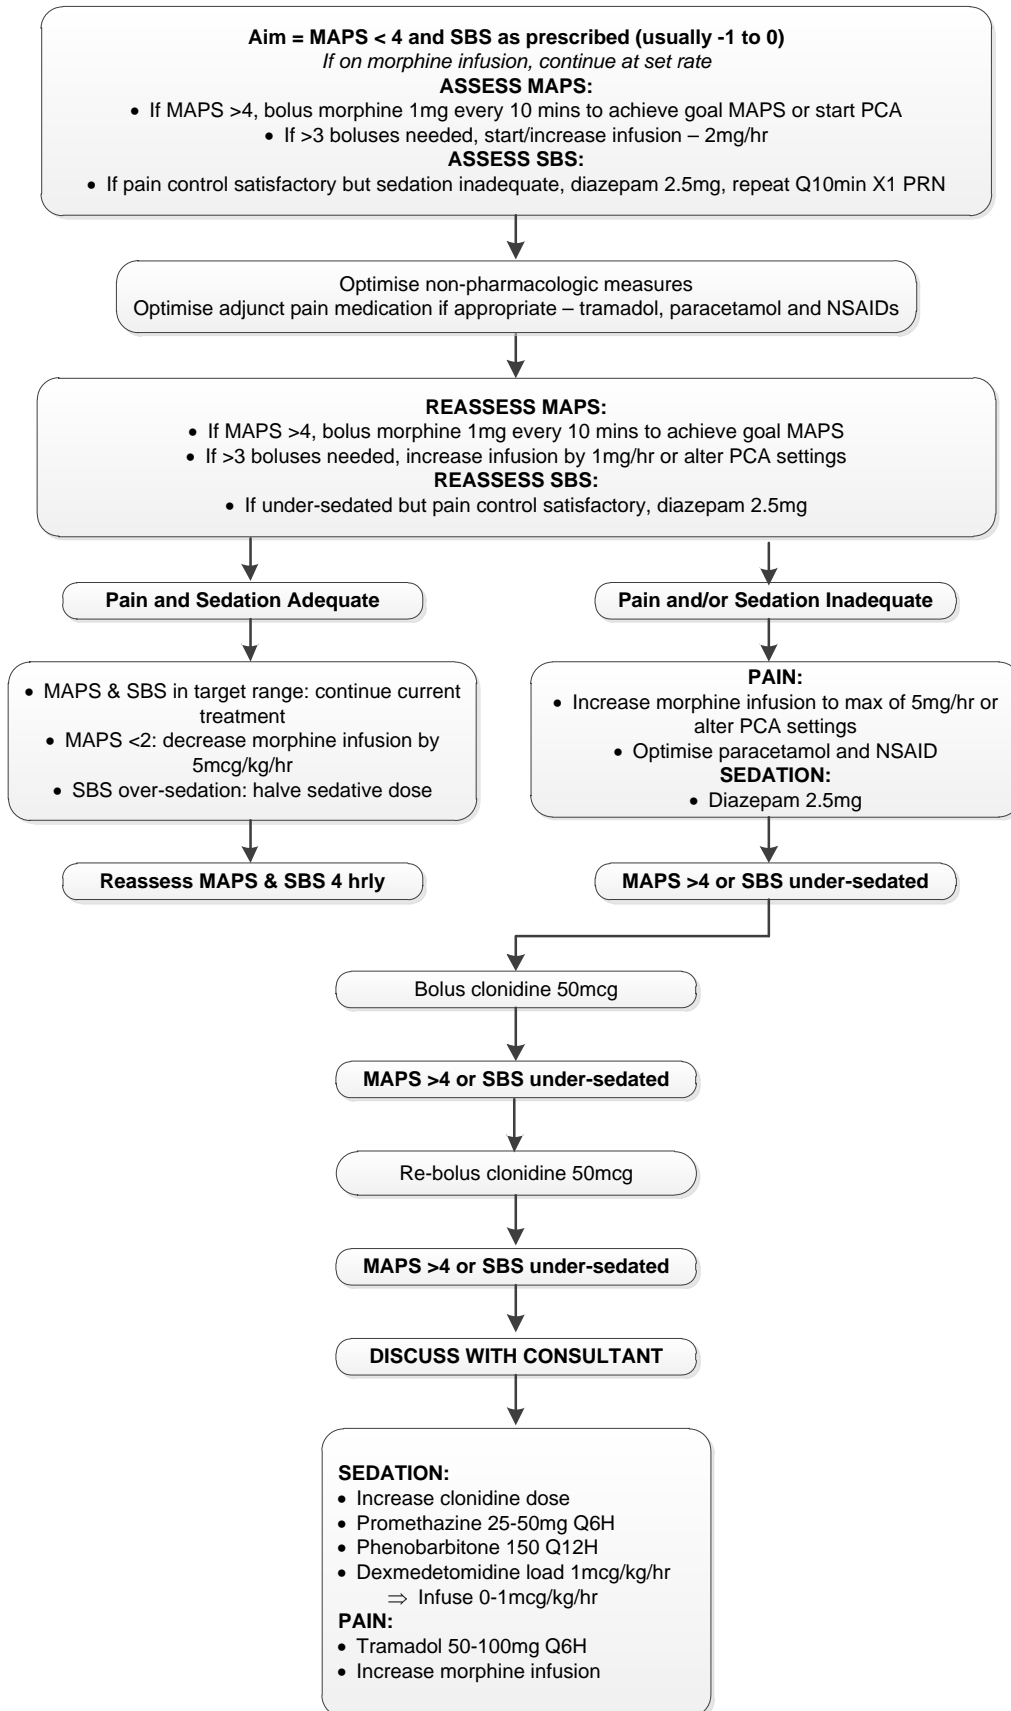 Aim = MAPS < 4 and SBS as prescribed (usually -1 to 0)
If on morphine infusion, continue at set rate
ASSESS MAPS:
• If MAPS >4, bolus morphine 1mg every 10 mins to achieve goal MAPS or start PCA
• If >3 boluses needed, start/increase infusion – 2mg/hr
ASSESS SBS:
• If pain control satisfactory but sedation inadequate, diazepam 2.5mg, repeat Q10min X1 PRN
Optimise non-pharmacologic measures
Optimise adjunct pain medication if appropriate – tramadol, paracetamol and NSAIDs
REASSESS MAPS:
• If MAPS >4, bolus morphine 1mg every 10 mins to achieve goal MAPS
• If >3 boluses needed, increase infusion by 1mg/hr or alter PCA settings
REASSESS SBS:
• If under-sedated but pain control satisfactory, diazepam 2.5mg
Pain and Sedation Adequate
• MAPS & SBS in target range: continue current
treatment
• MAPS <2: decrease morphine infusion by
5mcg/kg/hr
• SBS over-sedation: halve sedative dose
Reassess MAPS & SBS 4 hrly
Pain and/or Sedation Inadequate
PAIN:
• Increase morphine infusion to max of 5mg/hr or
alter PCA settings
• Optimise paracetamol and NSAID
SEDATION:
• Diazepam 2.5mg
MAPS >4 or SBS under-sedated
Bolus clonidine 50mcg
MAPS >4 or SBS under-sedated
Re-bolus clonidine 50mcg
MAPS >4 or SBS under-sedated
DISCUSS WITH CONSULTANT
SEDATION:
• Increase clonidine dose
• Promethazine 25-50mg Q6H
• Phenobarbitone 150 Q12H
• Dexmedetomidine load 1mcg/kg/hr
⇒ Infuse 0-1mcg/kg/hr
PAIN:
• Tramadol 50-100mg Q6H
• Increase morphine infusion